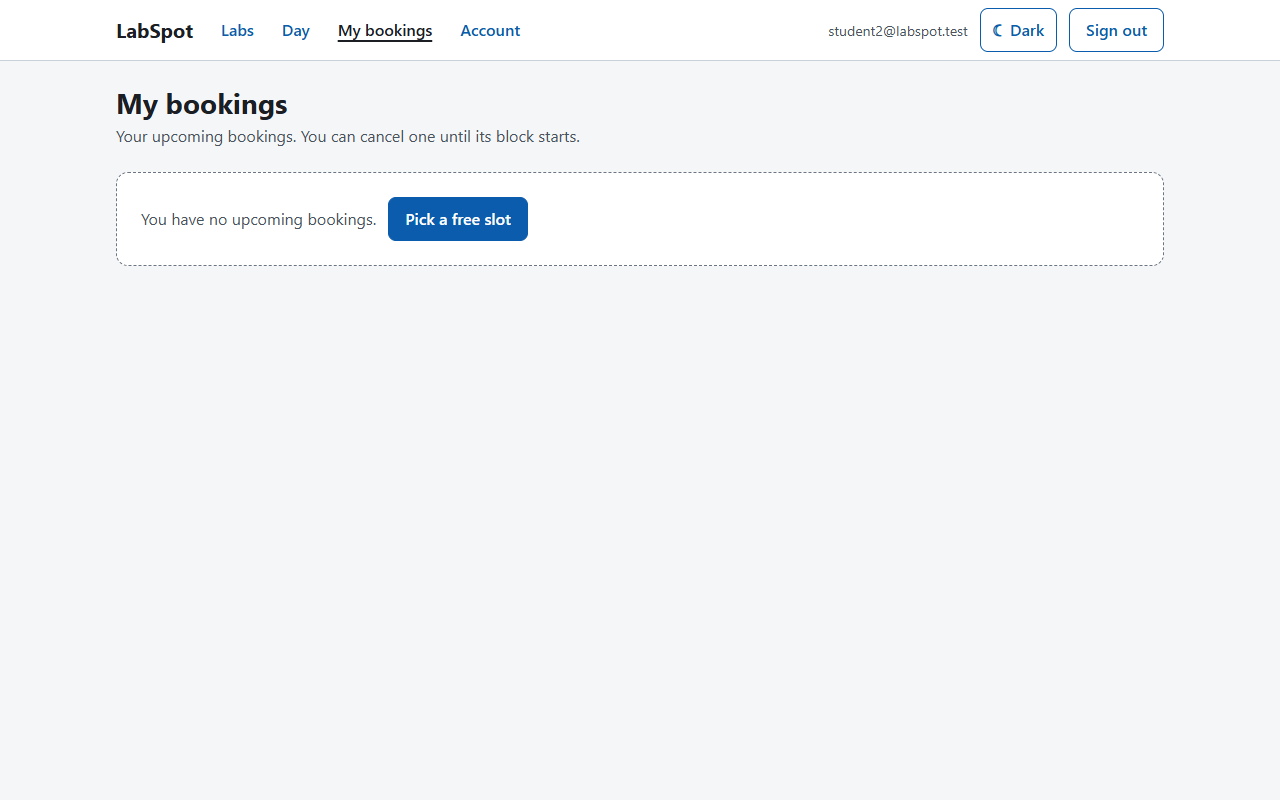 LabSpot Labs Day My bookings Account student2@labspot.test ☾ Dark Sign out
My bookings
Your upcoming bookings. You can cancel one until its block starts.
You have no upcoming bookings. Pick a free slot